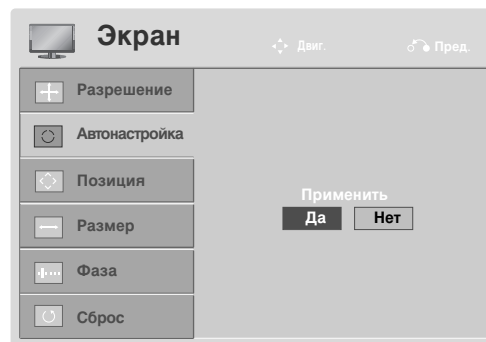 Экран
Двиг.
Пред.
Разрешение
Автонастройка
Позиция
Размер
Фаза
Сброс
Применить
Да
Нет